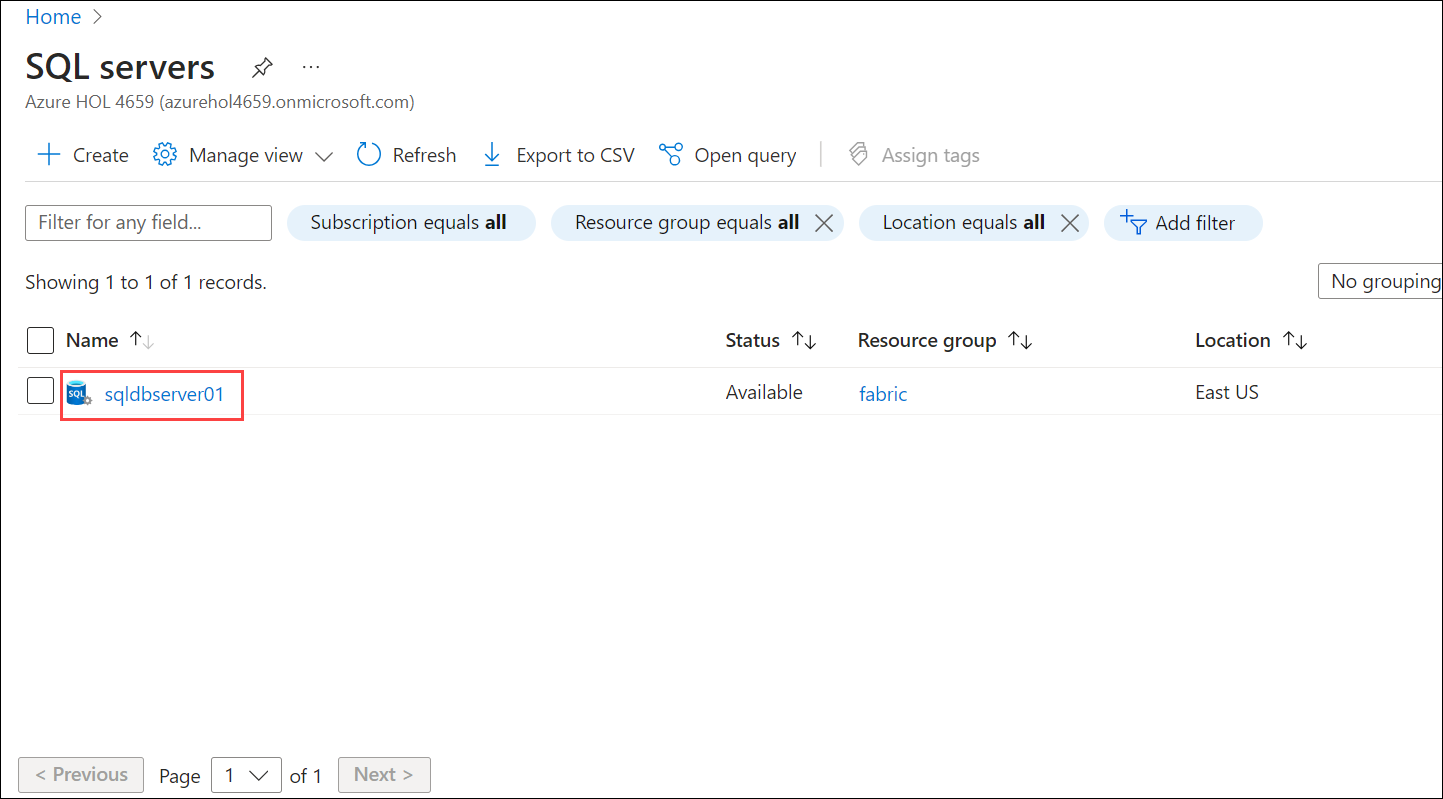 Home
SQL servers
Azure HOL 4659 (azurehol4659.onmicrosoft.com)
Create Manage view Refresh Export to CSV Open query Assign tags
Filter for any field... Subscription equals all Resource group equals all Location equals all Add filter
Showing 1 to 1 of 1 records. No grouping
Name Status Resource group Location
SQL sqldbserver01 Available fabric East US
< Previous Page 1 of 1 Next >